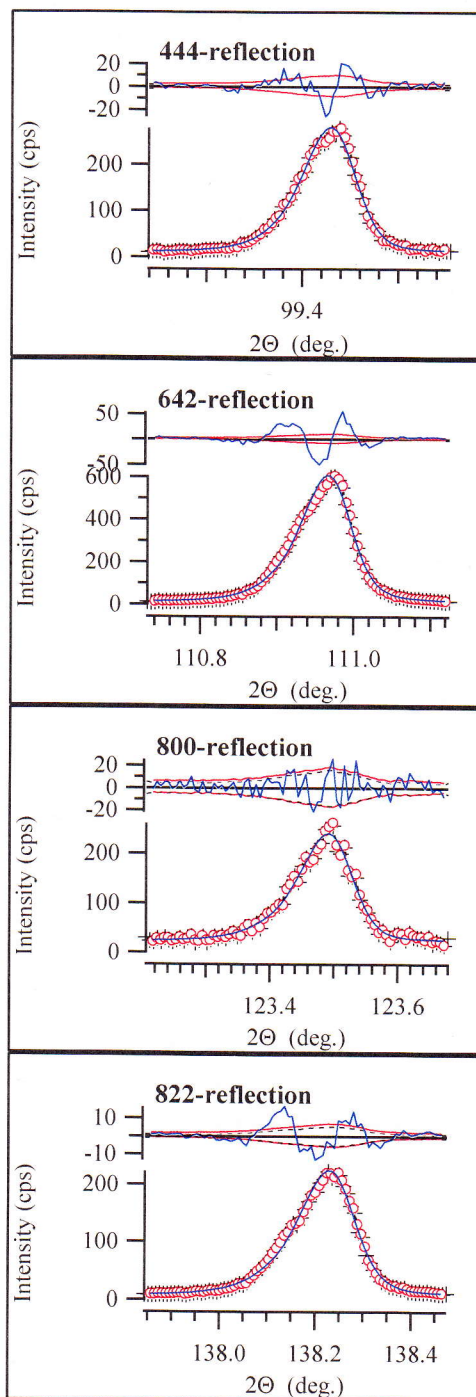 444-reflection
20
0
-20
Intensity (cps)
200
100
0
99.4
2Θ (deg.)
642-reflection
50
-50
600
Intensity (cps)
400
200
0
110.8 111.0
2Θ (deg.)
800-reflection
20
0
-20
Intensity (cps)
200
100
0
123.4 123.6
2Θ (deg.)
822-reflection
10
-10
200
Intensity (cps)
100
0
138.0 138.2 138.4
2Θ (deg.)